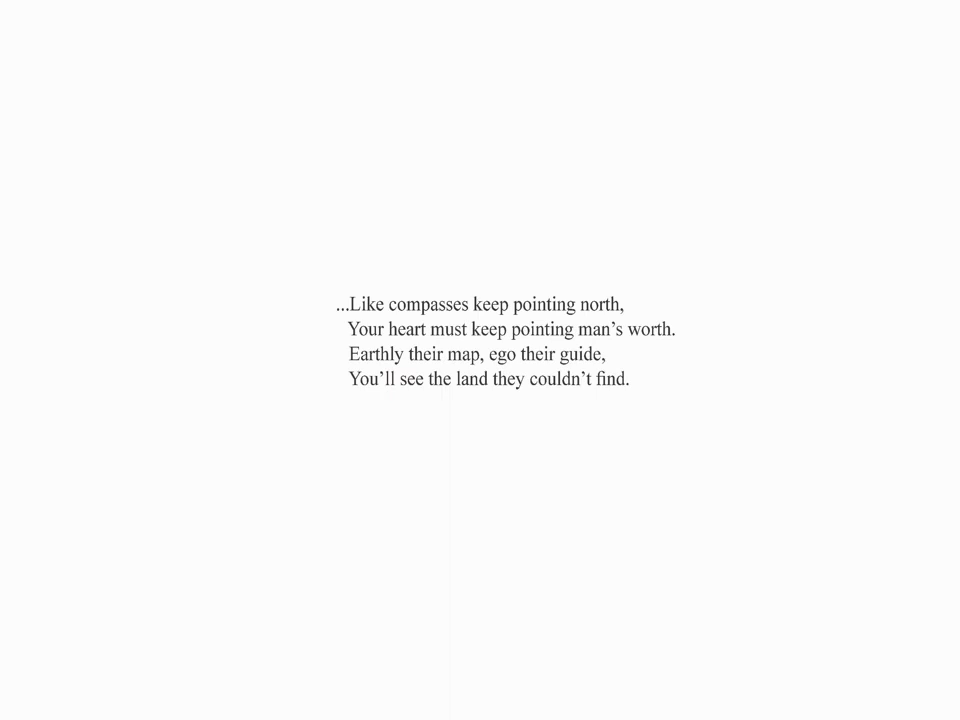 ...Like compasses keep pointing north,
Your heart must keep pointing man’s worth.
Earthly their map, ego their guide,
You’ll see the land they couldn’t find.